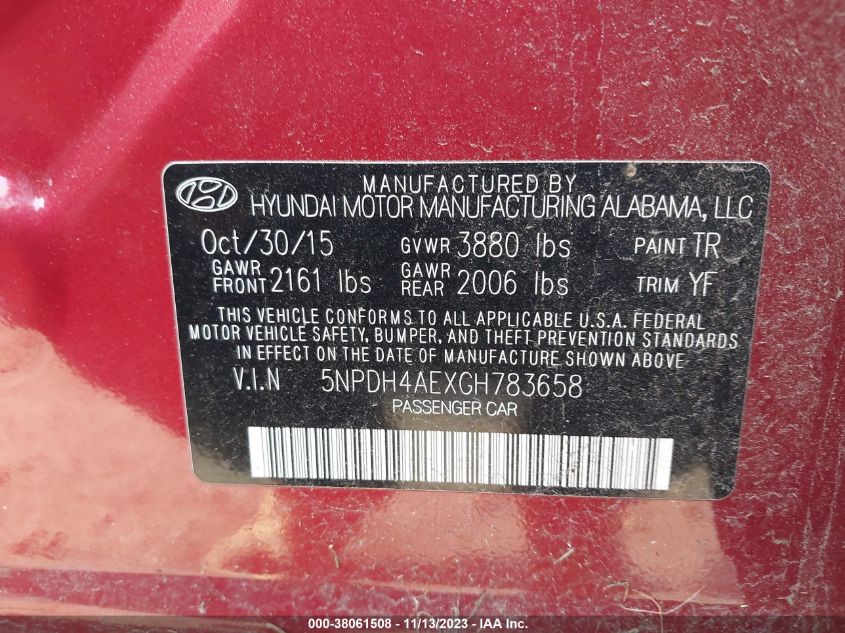 MANUFACTURED BY
HYUNDAI MOTOR MANUFACTURING ALABAMA, LLC
Oct/30/15 GVWR 3880 lbs PAINT TR
GAWR FRONT 2161 lbs GAWR REAR 2006 lbs TRIM YF
THIS VEHICLE CONFORMS TO ALL APPLICABLE U.S.A. FEDERAL
MOTOR VEHICLE SAFETY, BUMPER, AND THEFT PREVENTION STANDARDS
IN EFFECT ON THE DATE OF MANUFACTURE SHOWN ABOVE
V.I.N 5NPDH4AEXGH783658
PASSENGER CAR
000-38061508 - 11/13/2023 - IAA Inc.